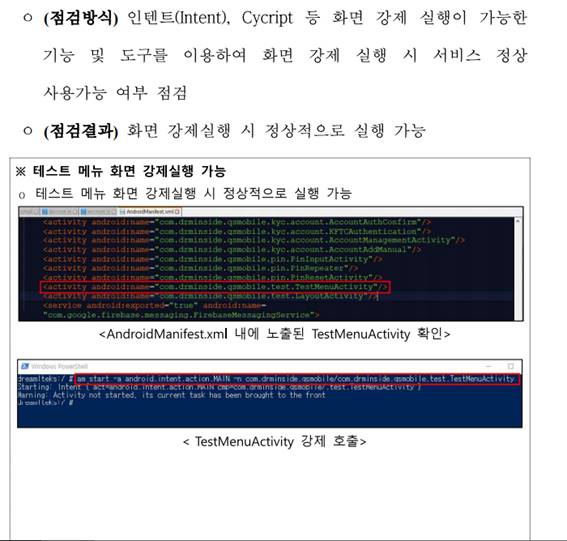 ㅇ (점검방식) 인텐트(Intent), Cycript 등 화면 강제 실행이 가능한
기능 및 도구를 이용하여 화면 강제 실행 시 서비스 정상
사용가능 여부 점검
ㅇ (점검결과) 화면 강제실행 시 정상적으로 실행 가능
※ 테스트 메뉴 화면 강제실행 가능
o 테스트 메뉴 화면 강제실행 시 정상적으로 실행 가능
AndroidManifest.xml
<activity android:name="com.drminside.qsmobile.kyc.account.AccountAuthConfirm"/>
<activity android:name="com.drminside.qsmobile.kyc.account.KFTCAuthentication"/>
<activity android:name="com.drminside.qsmobile.kyc.account.AccountManagementActivity"/>
<activity android:name="com.drminside.qsmobile.kyc.account.AccountAddManual"/>
<activity android:name="com.drminside.qsmobile.pin.PinInputActivity"/>
<activity android:name="com.drminside.qsmobile.pin.PinRepeater"/>
<activity android:name="com.drminside.qsmobile.pin.PinResetActivity"/>
<activity android:name="com.drminside.qsmobile.test.TestMenuActivity"/>
<activity android:name="com.drminside.qsmobile.test.LayoutActivity"/>
<service android:exported="true" android:name=
"com.google.firebase.messaging.FirebaseMessagingService">
<AndroidManifest.xml 내에 노출된 TestMenuActivity 확인>
Windows PowerShell
dreamlteks:/ # am start -a android.intent.action.MAIN -n com.drminside.qsmobile/com.drminside.qsmobile.test.TestMenuActivity
Starting: Intent { act=android.intent.action.MAIN cmp=com.drminside.qsmobile/.test.TestMenuActivity }
Warning: Activity not started, its current task has been brought to the front
dreamlteks:/ #
< TestMenuActivity 강제 호출>